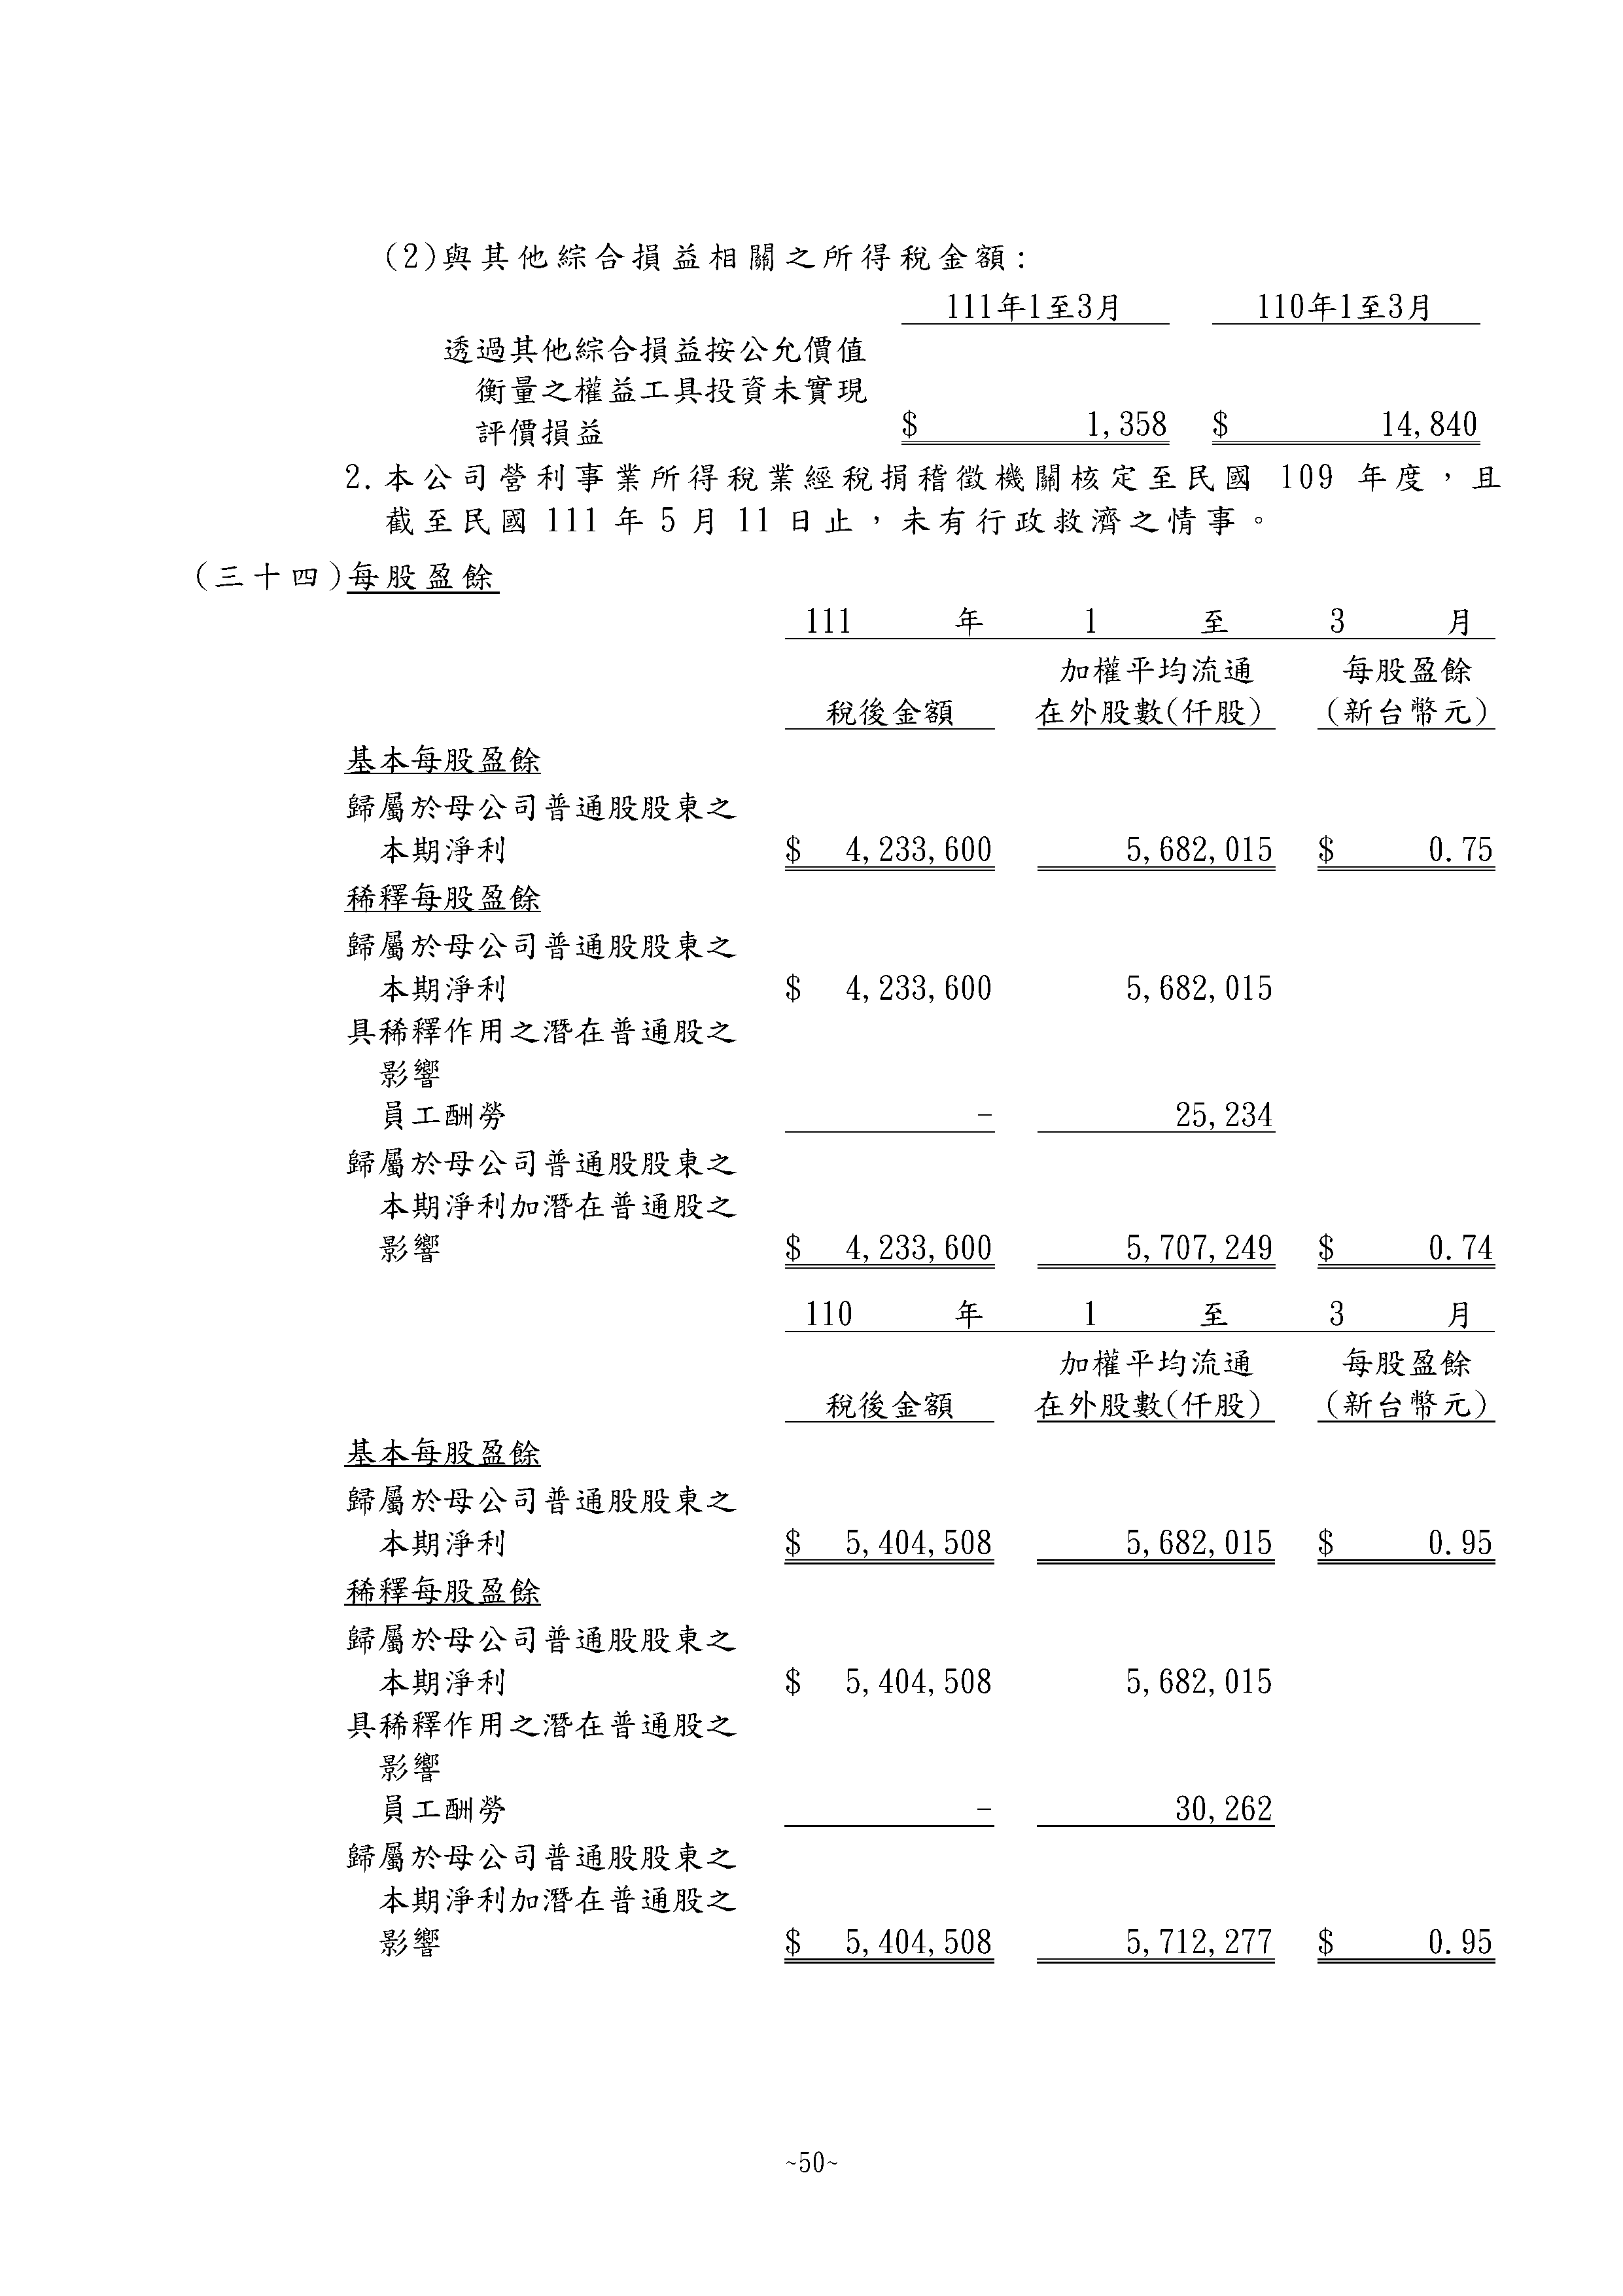 (2)與其他綜合損益相關之所得稅金額:
111年1至3月 110年1至3月
透過其他綜合損益按公允價值
衡量之權益工具投資未實現
評價損益 $ 1,358 $ 14,840
2.本公司營利事業所得稅業經稅捐稽徵機關核定至民國 109 年度，且
截至民國 111 年 5 月 11 日止，未有行政救濟之情事。
(三十四)每股盈餘
111 年 1 至 3 月
加權平均流通 每股盈餘
稅後金額 在外股數(仟股) (新台幣元)
基本每股盈餘
歸屬於母公司普通股股東之
本期淨利 $ 4,233,600 5,682,015 $ 0.75
稀釋每股盈餘
歸屬於母公司普通股股東之
本期淨利 $ 4,233,600 5,682,015
具稀釋作用之潛在普通股之
影響
員工酬勞 - 25,234
歸屬於母公司普通股股東之
本期淨利加潛在普通股之
影響 $ 4,233,600 5,707,249 $ 0.74
110 年 1 至 3 月
加權平均流通 每股盈餘
稅後金額 在外股數(仟股) (新台幣元)
基本每股盈餘
歸屬於母公司普通股股東之
本期淨利 $ 5,404,508 5,682,015 $ 0.95
稀釋每股盈餘
歸屬於母公司普通股股東之
本期淨利 $ 5,404,508 5,682,015
具稀釋作用之潛在普通股之
影響
員工酬勞 - 30,262
歸屬於母公司普通股股東之
本期淨利加潛在普通股之
影響 $ 5,404,508 5,712,277 $ 0.95
~50~